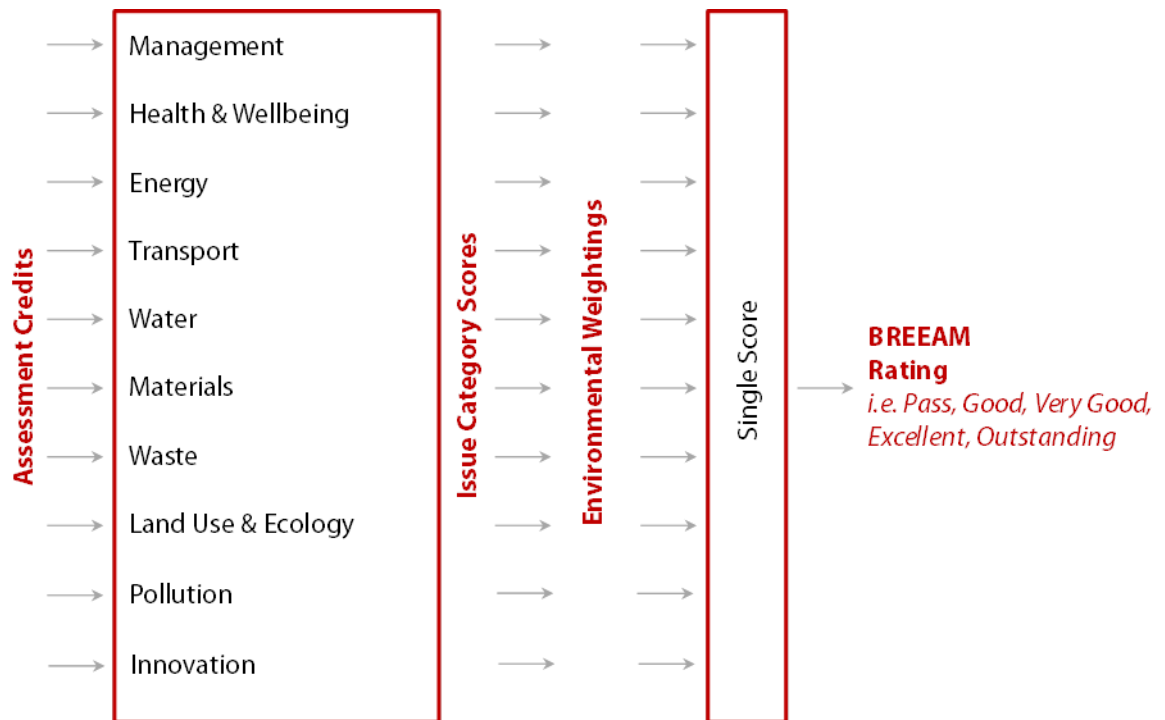 Assessment Credits
Management
Health & Wellbeing
Energy
Transport
Water
Materials
Waste
Land Use & Ecology
Pollution
Innovation
Issue Category Scores
Environmental Weightings
Single Score
BREEAM
Rating
i.e. Pass, Good, Very Good,
Excellent, Outstanding